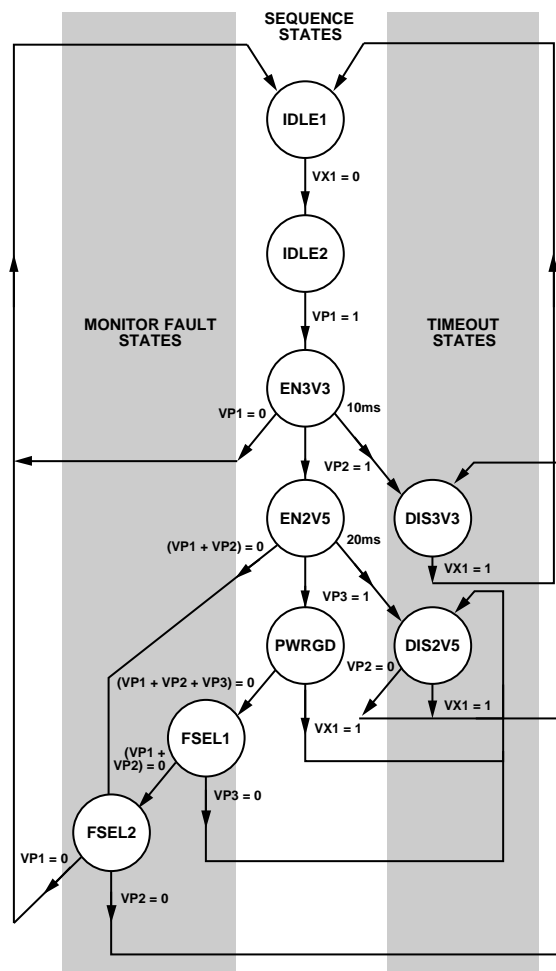 SEQUENCE
STATES
IDLE1
VX1 = 0
IDLE2
VP1 = 1
MONITOR FAULT
STATES
TIMEOUT
STATES
EN3V3
VP1 = 0
10ms
VP2 = 1
DIS3V3
EN2V5
(VP1 + VP2) = 0
20ms
VX1 = 1
VP3 = 1
PWRGD
DIS2V5
VP2 = 0
(VP1 + VP2 + VP3) = 0
VX1 = 1
VX1 = 1
FSEL1
(VP1 +
VP2) = 0
VP3 = 0
FSEL2
VP1 = 0
VP2 = 0